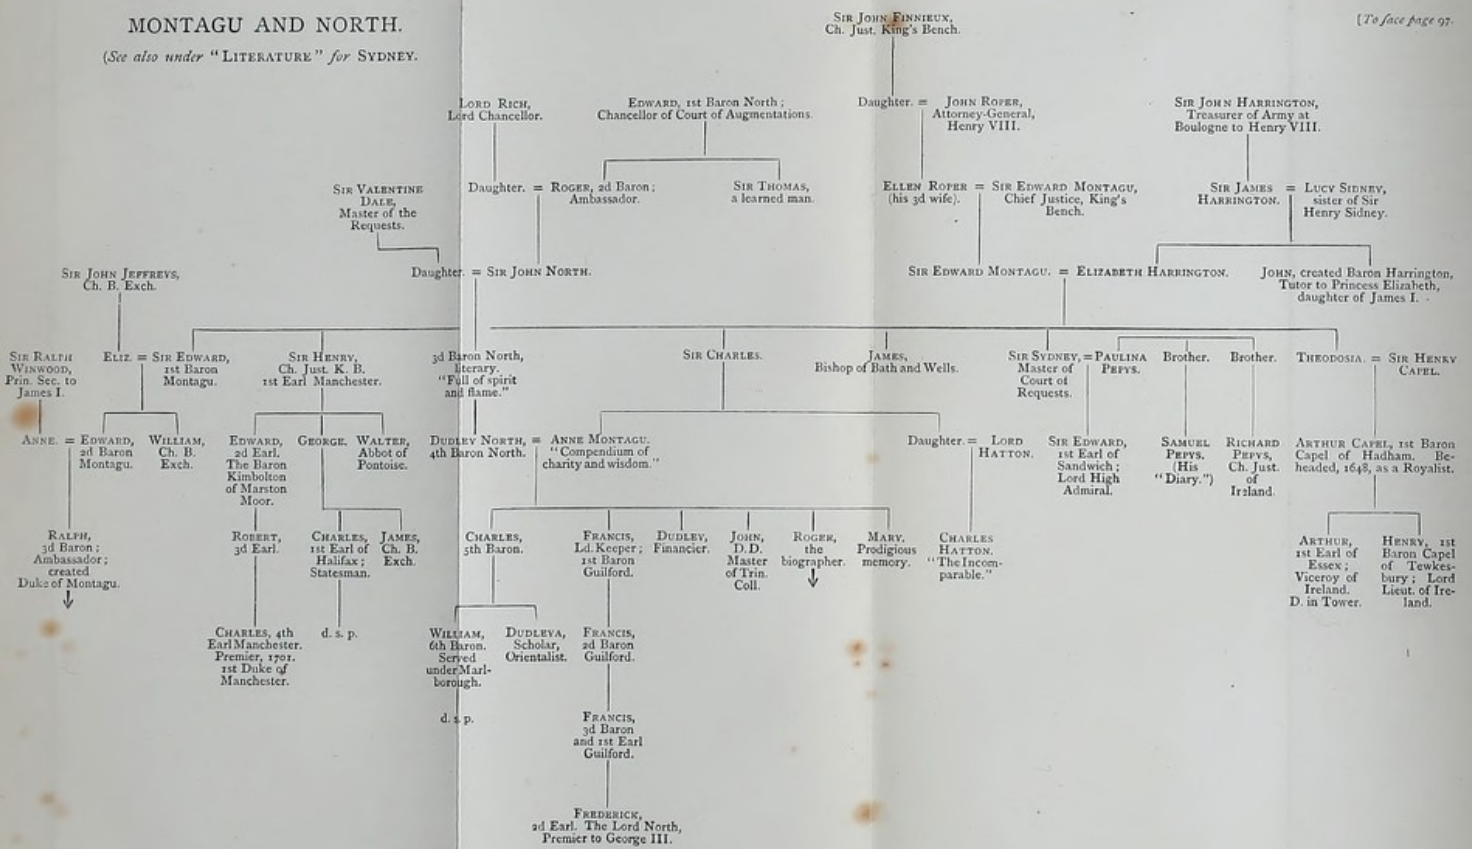 MONTAGU AND NORTH.
(See also under "LITERATURE" for SYDNEY.
[To face page 97.
SIR JOHN FINNIEUX,
Ch. Just. King's Bench.
LORD RICH,
Lord Chancellor.
EDWARD, 1st Baron North;
Chancellor of Court of Augmentations.
Daughter. =
JOHN ROPER,
Attorney-General,
Henry VIII.
SIR JOHN HARRINGTON,
Treasurer of Army at
Boulogne to Henry VIII.
SIR VALENTINE
DALE,
Master of the
Requests.
Daughter. =
ROGER, 2d Baron;
Ambassador.
SIR THOMAS,
a learned man.
ELLEN ROPER =
(his 3d wife).
SIR EDWARD MONTAGU,
Chief Justice, King's
Bench.
SIR JAMES =
HARRINGTON.
LUCY SIDNEY,
sister of Sir
Henry Sidney.
SIR JOHN JEFFREYS,
Ch. B. Exch.
Daughter. = SIR JOHN NORTH.
SIR EDWARD MONTAGU. = ELIZABETH HARRINGTON.
JOHN, created Baron Harrington,
Tutor to Princess Elizabeth,
daughter of James I.
SIR RALPH
WINWOOD,
Prin. Sec. to
James I.
ELIZ. = SIR EDWARD,
1st Baron
Montagu.
SIR HENRY,
Ch. Just. K. B.
1st Earl Manchester.
3d Baron North,
literary.
"Full of spirit
and flame."
SIR CHARLES.
JAMES,
Bishop of Bath and Wells.
SIR SYDNEY, =
Master of
Court of
Requests.
PAULINA
PEPYS.
Brother.
Brother.
THEODOSIA. =
SIR HENRY
CAPEL.
ANNE. =
EDWARD,
2d Baron
Montagu.
WILLIAM,
Ch. B.
Exch.
EDWARD,
2d Earl.
The Baron
Kimbolton
of Marston
Moor.
GEORGE.
WALTER,
Abbot of
Pontoise.
DUDLEY NORTH, =
4th Baron North.
ANNE MONTAGU.
"Compendium of
charity and wisdom."
Daughter. =
LORD
HATTON.
SIR EDWARD,
1st Earl of
Sandwich;
Lord High
Admiral.
SAMUEL
PEPYS.
(His
"Diary.")
RICHARD
PEPYS,
Ch. Just.
of
Ireland.
ARTHUR CAPEL, 1st Baron
Capel of Hadham. Be-
headed, 1648, as a Royalist.
RALPH,
3d Baron;
Ambassador;
created
Duke of Montagu.
ROBERT,
3d Earl.
CHARLES,
1st Earl of
Halifax;
Statesman.
JAMES,
Ch. B.
Exch.
CHARLES,
5th Baron.
FRANCIS,
Ld. Keeper;
1st Baron
Guilford.
DUDLEY,
Financier.
JOHN,
D.D.
Master
of Trin.
Coll.
ROGER,
the
biographer.
MARY.
Prodigious
memory.
CHARLES
HATTON.
"The Incom-
parable."
ARTHUR,
1st Earl of
Essex;
Viceroy of
Ireland.
D. in Tower.
HENRY, 1st
Baron Capel
of Tewkes-
bury; Lord
Lieut. of Ire-
land.
CHARLES, 4th
Earl Manchester.
Premier, 1701.
1st Duke of
Manchester.
d. s. p.
WILLIAM,
6th Baron.
Served
under Marl-
borough.
DUDLEYA,
Scholar,
Orientalist.
FRANCIS,
2d Baron
Guilford.
d. s. p.
FRANCIS,
3d Baron
and 1st Earl
Guilford.
FREDERICK,
2d Earl. The Lord North,
Premier to George III.